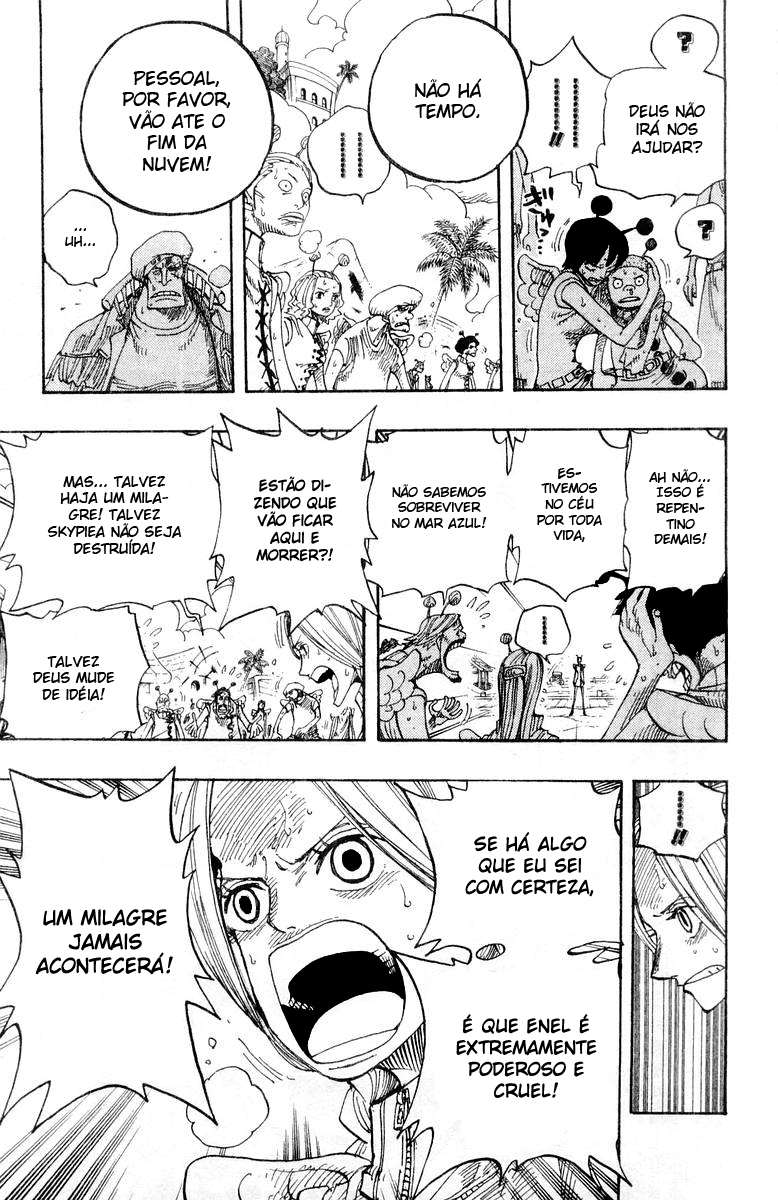 ?
DEUS NÃO
IRÁ NOS
AJUDAR?
?
!!
NÃO HÁ
TEMPO.
PESSOAL,
POR FAVOR,
VÃO ATE O
FIM DA
NUVEM!
...
UH...
AH NÃO...
ISSO É
REPEN-
TINO
DEMAIS!
ES-
TIVEMOS
NO CÉU
POR TODA
VIDA,
NÃO SABEMOS
SOBREVIVER
NO MAR AZUL!
ESTÃO DI-
ZENDO QUE
VÃO FICAR
AQUI E
MORRER?!
MAS... TALVEZ
HAJA UM MILA-
GRE! TALVEZ
SKYPIEA NÃO SEJA
DESTRUÍDA!
TALVEZ
DEUS MUDE
DE IDÉIA!
!!
SE HÁ ALGO
QUE EU SEI
COM CERTEZA,
É QUE ENEL É
EXTREMAMENTE
PODEROSO E
CRUEL!
UM MILAGRE
JAMAIS
ACONTECERÁ!